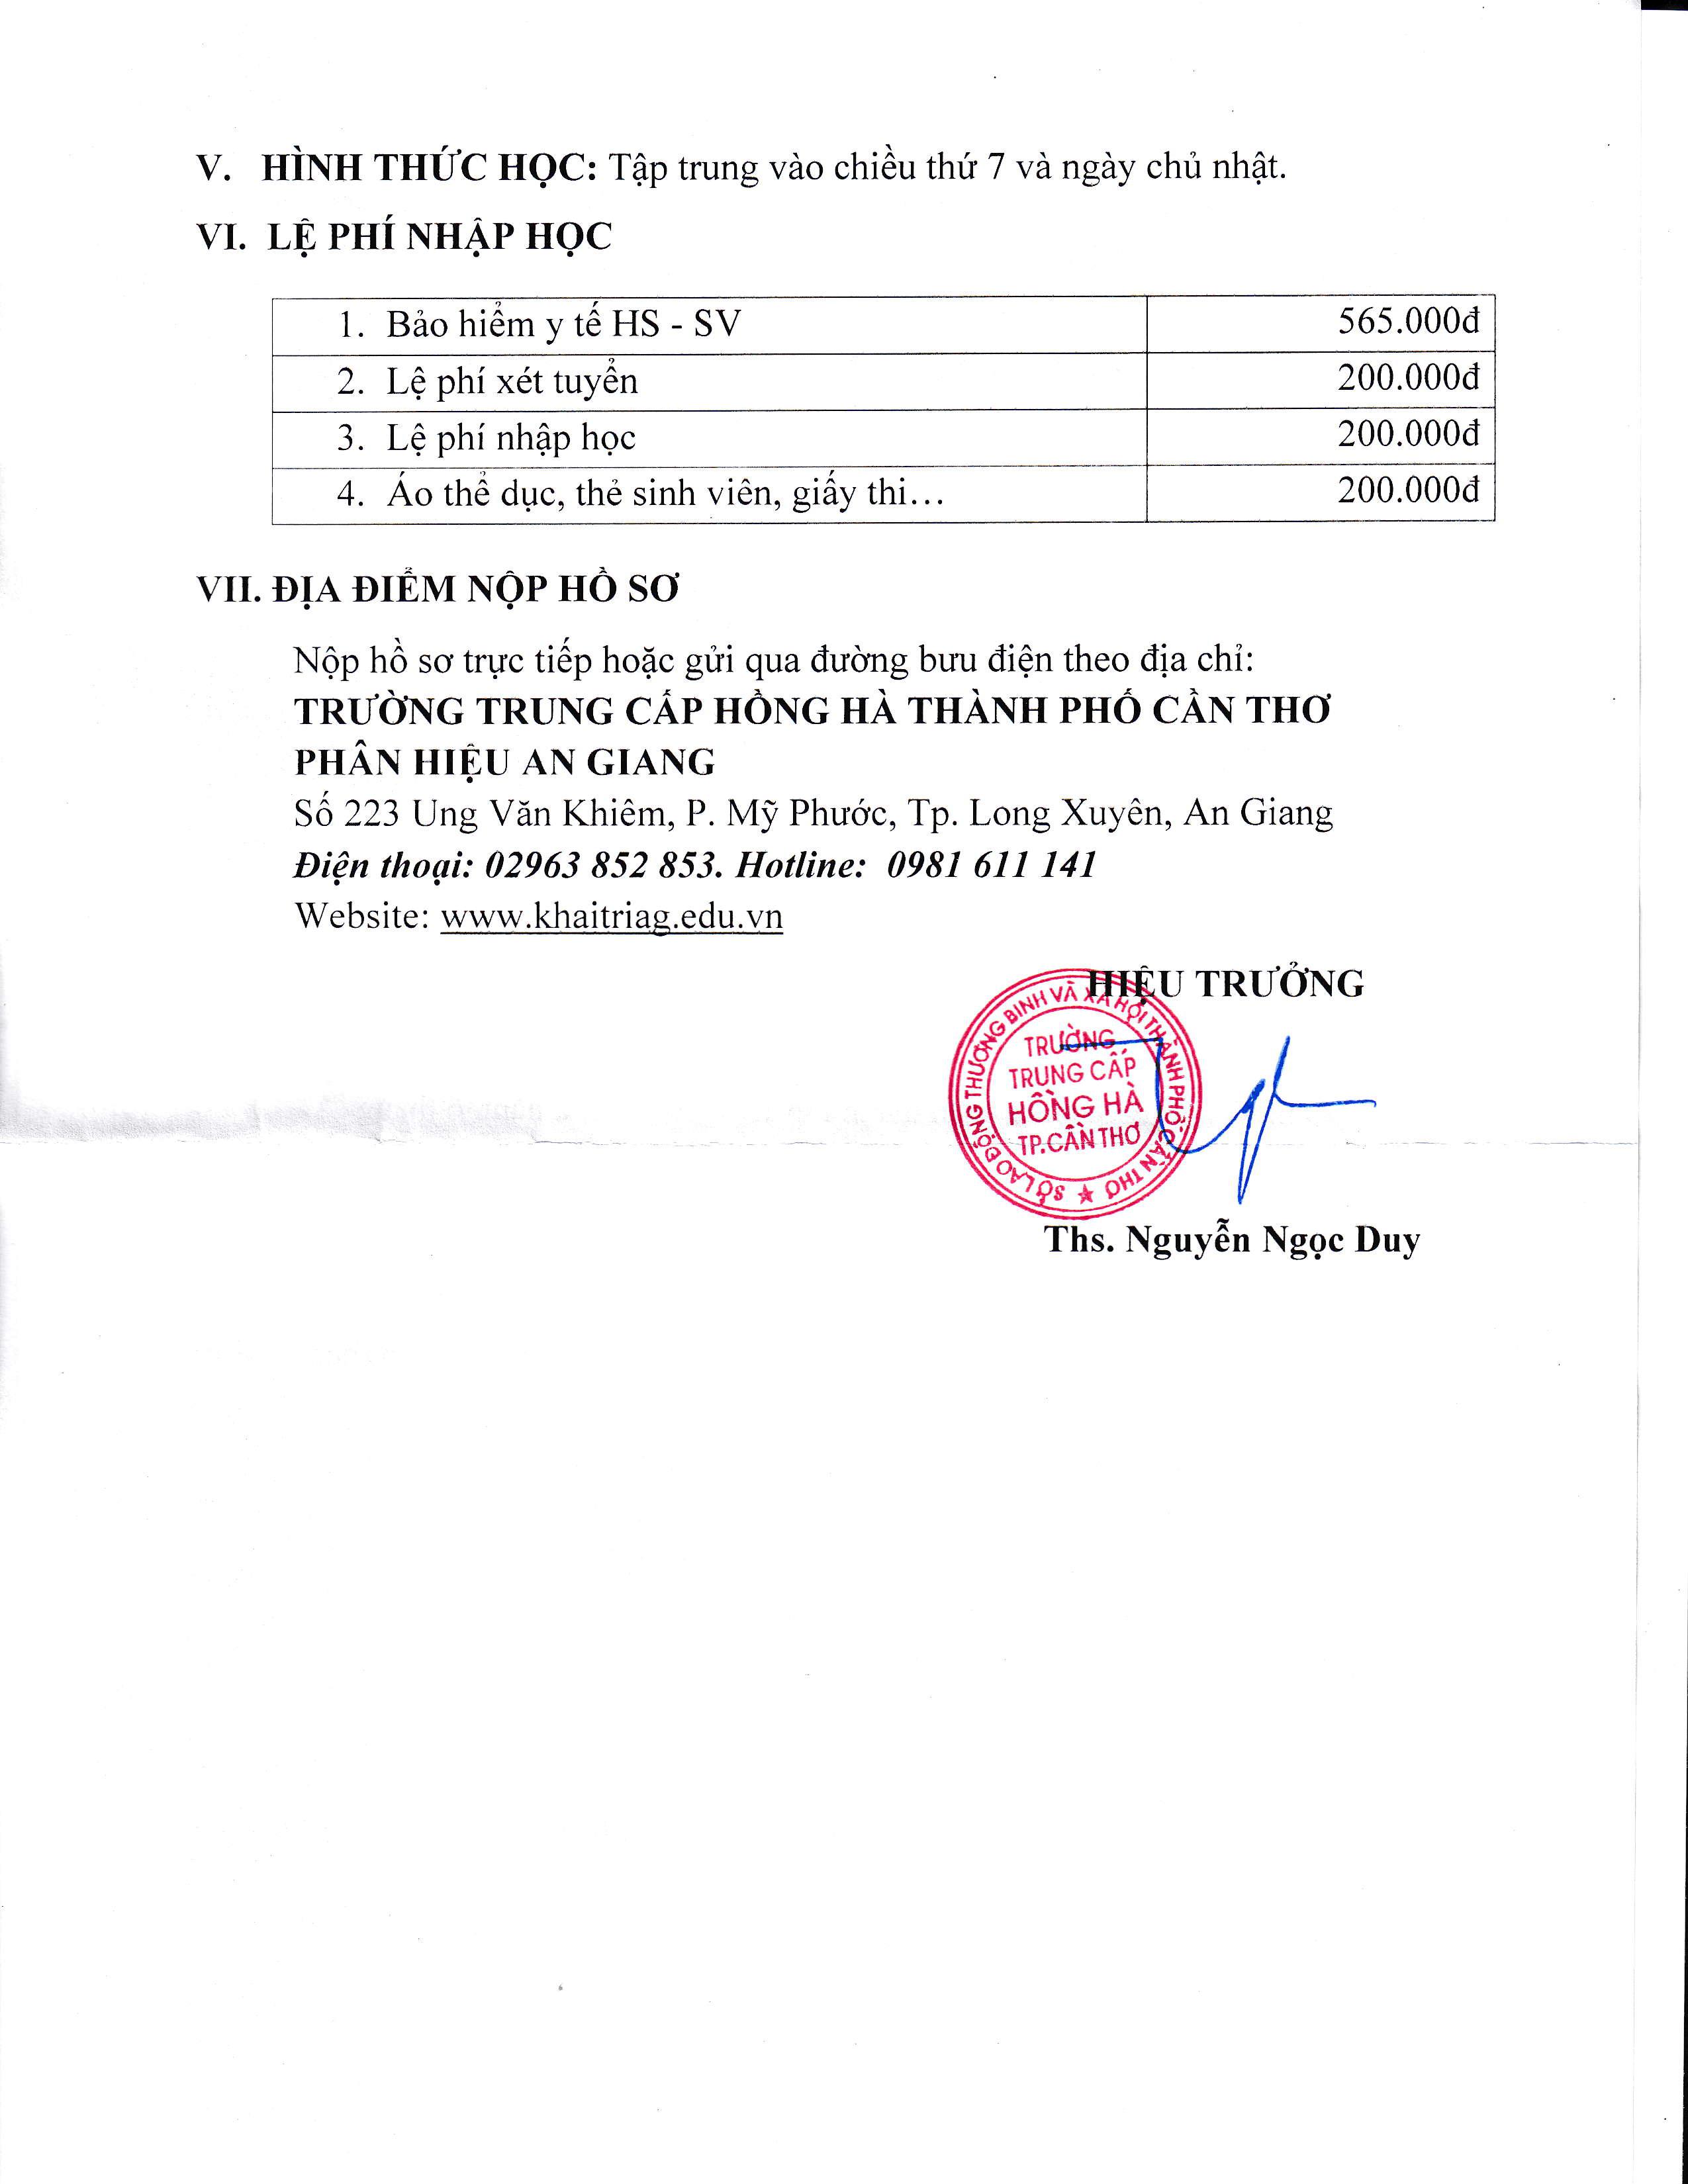 V. HÌNH THỨC HỌC: Tập trung vào chiều thứ 7 và ngày chủ nhật.
VI. LỆ PHÍ NHẬP HỌC
1. Bảo hiểm y tế HS - SV 565.000đ
2. Lệ phí xét tuyển 200.000đ
3. Lệ phí nhập học 200.000đ
4. Áo thể dục, thẻ sinh viên, giấy thi... 200.000đ
VII. ĐỊA ĐIỂM NỘP HỒ SƠ
Nộp hồ sơ trực tiếp hoặc gửi qua đường bưu điện theo địa chỉ:
TRƯỜNG TRUNG CẤP HỒNG HÀ THÀNH PHỐ CẦN THƠ
PHÂN HIỆU AN GIANG
Số 223 Ung Văn Khiêm, P. Mỹ Phước, Tp. Long Xuyên, An Giang
Điện thoại: 02963 852 853. Hotline: 0981 611 141
Website: www.khaitriag.edu.vn
HIỆU TRƯỞNG
SỞ LAO ĐỘNG THƯƠNG BINH VÀ XÃ HỘI THÀNH PHỐ CẦN THƠ ★
TRƯỜNG
TRUNG CẤP
HỒNG HÀ
TP.CẦN THƠ
Ths. Nguyễn Ngọc Duy